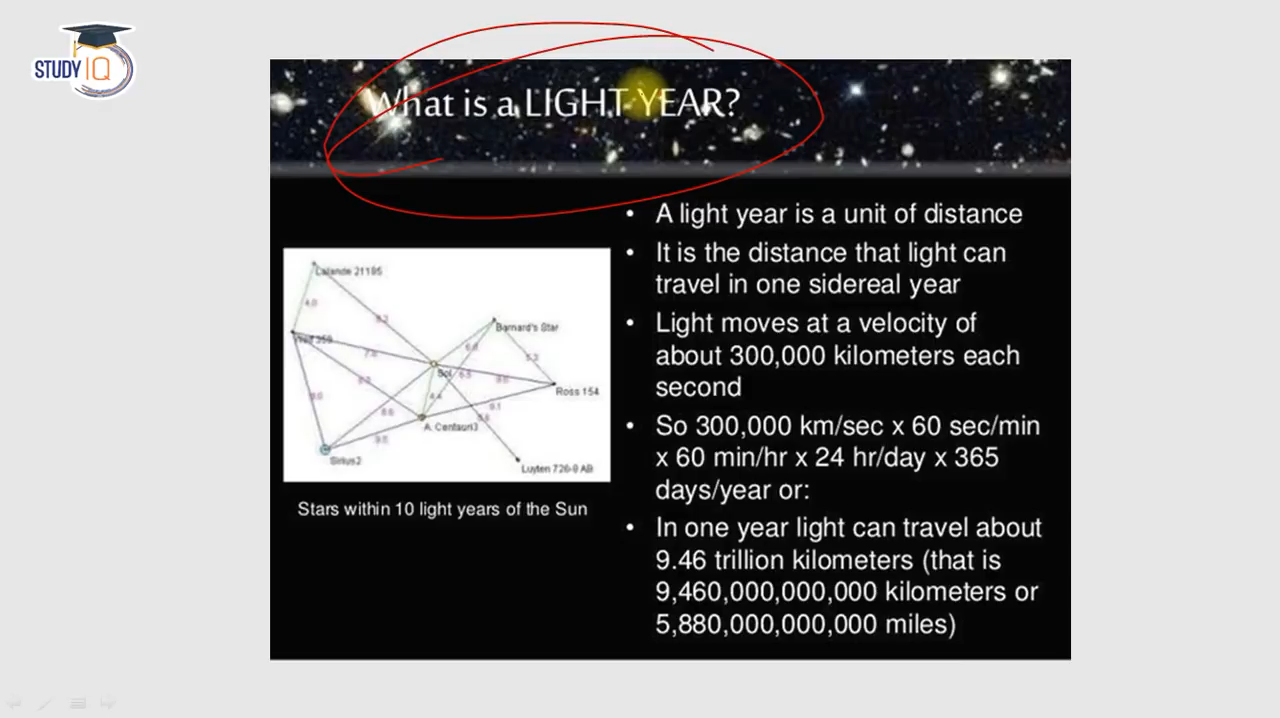 STUDY IQ
What is a LIGHT YEAR?
• A light year is a unit of distance
• It is the distance that light can
travel in one sidereal year
• Light moves at a velocity of
about 300,000 kilometers each
second
• So 300,000 km/sec x 60 sec/min
x 60 min/hr x 24 hr/day x 365
days/year or:
• In one year light can travel about
9.46 trillion kilometers (that is
9,460,000,000,000 kilometers or
5,880,000,000,000 miles)
Lalande 21185
4.0
Barnard's Star
Sol
Ross 154
A. Centauri3
9.1
Sirius2
Luyten 726-8 AB
Stars within 10 light years of the Sun